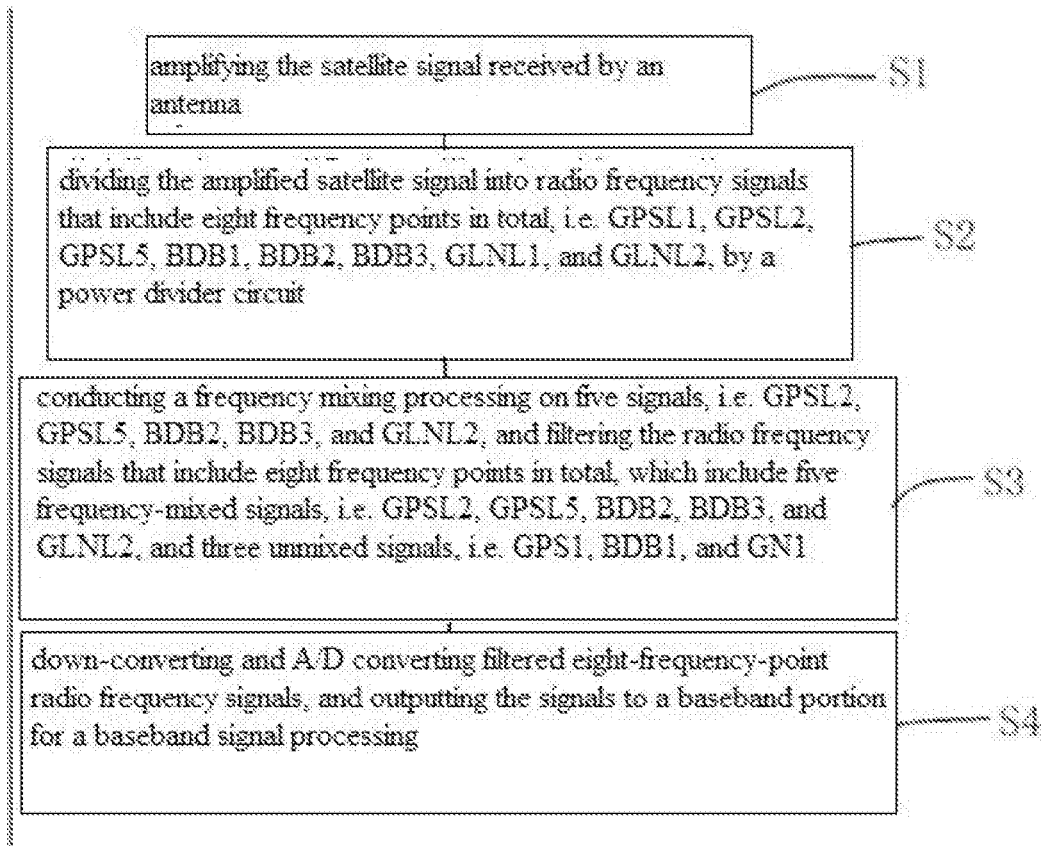 amplifying the satellite signal received by an
antenna
S1
dividing the amplified satellite signal into radio frequency signals
that include eight frequency points in total, i.e. GPSL1, GPSL2,
GPSL5, BDB1, BDB2, BDB3, GLNL1, and GLNL2, by a
power divider circuit
S2
conducting a frequency mixing processing on five signals, i.e. GPSL2,
GPSL5, BDB2, BDB3, and GLNL2, and filtering the radio frequency
signals that include eight frequency points in total, which include five
frequency-mixed signals, i.e. GPSL2, GPSL5, BDB2, BDB3, and
GLNL2, and three unmixed signals, i.e. GPS1, BDB1, and GN1
S3
down-converting and A/D converting filtered eight-frequency-point
radio frequency signals, and outputting the signals to a baseband portion
for a baseband signal processing
S4